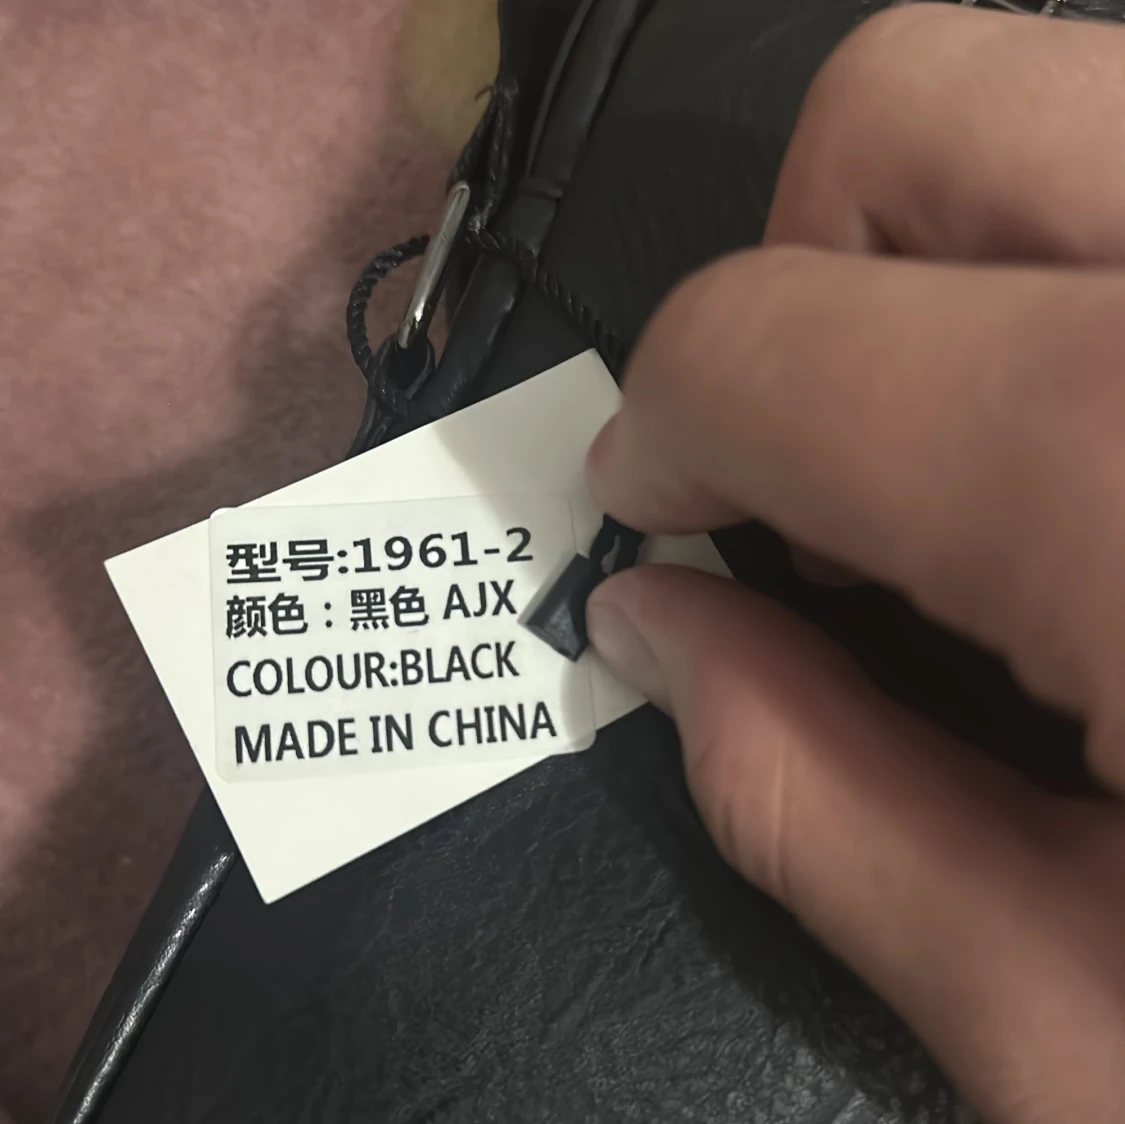 型号:1961-2
颜色：黑色 AJX
COLOUR:BLACK
MADE IN CHINA